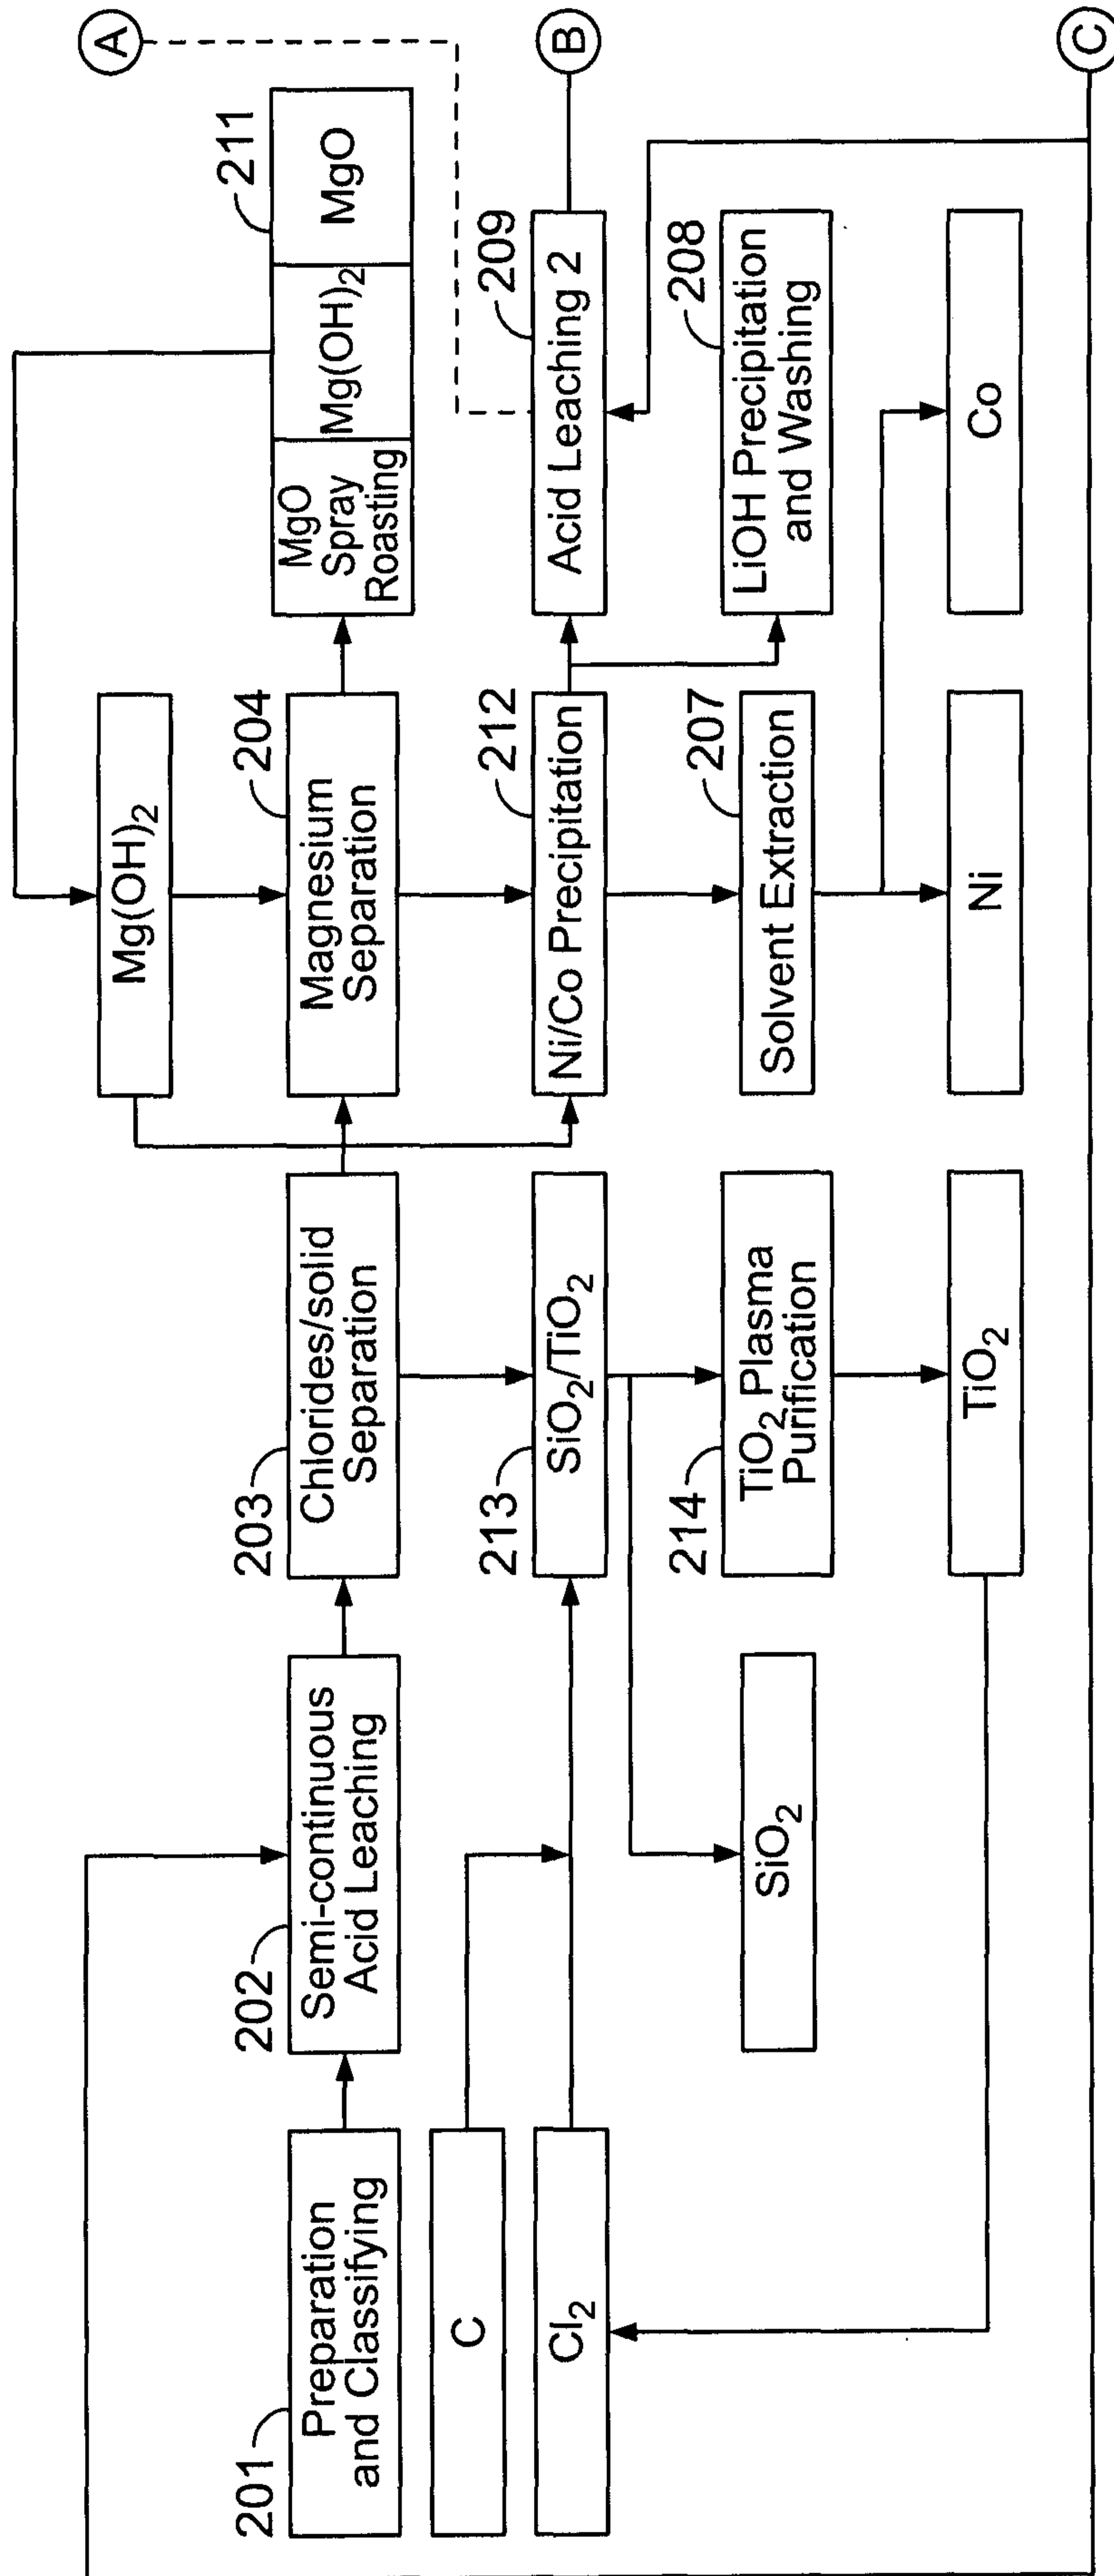 201
Preparation
and Classifying
202
Semi-continuous
Acid Leaching
203
Chlorides/solid
Separation
204
Magnesium
Separation
Mg(OH)₂
211
MgO
Spray
Roasting
Mg(OH)₂
MgO
A
C
Cl₂
213
SiO₂/TiO₂
212
Ni/Co Precipitation
209
Acid Leaching 2
B
SiO₂
214
TiO₂ Plasma
Purification
207
Solvent Extraction
208
LiOH Precipitation
and Washing
TiO₂
Ni
Co
C